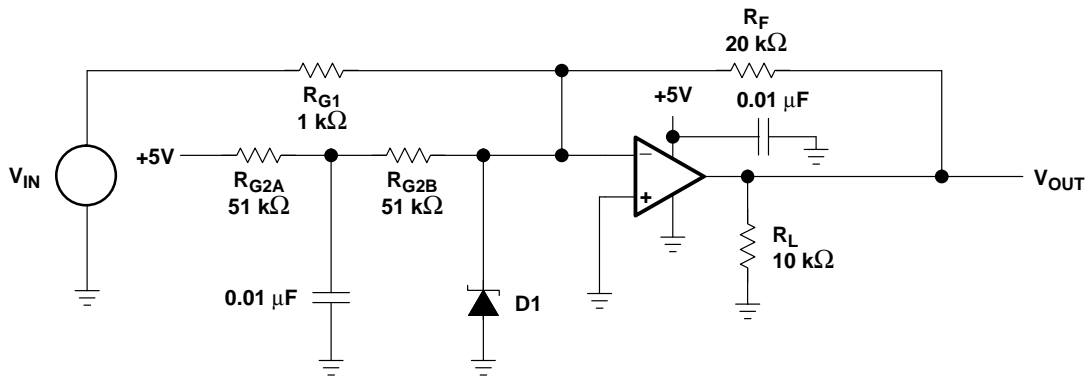 R_F
20 kΩ
+5V
0.01 μF
R_G1
1 kΩ
+5V
V_IN
R_G2A
51 kΩ
R_G2B
51 kΩ
−
+
V_OUT
R_L
10 kΩ
0.01 μF
D1